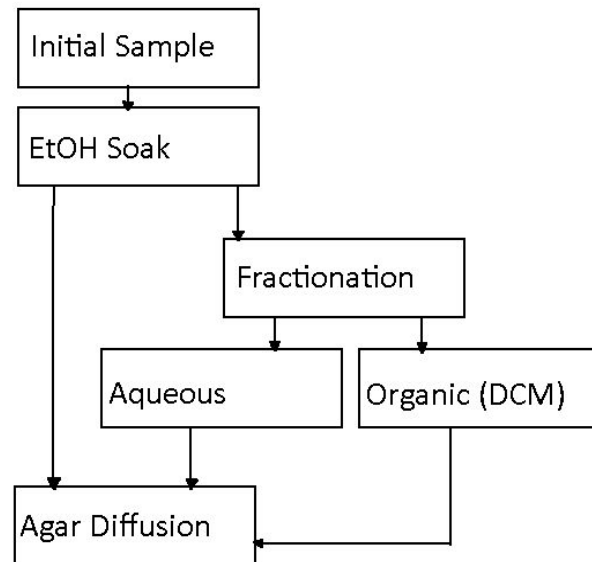 Initial Sample
EtOH Soak
Fractionation
Aqueous
Organic (DCM)
Agar Diffusion